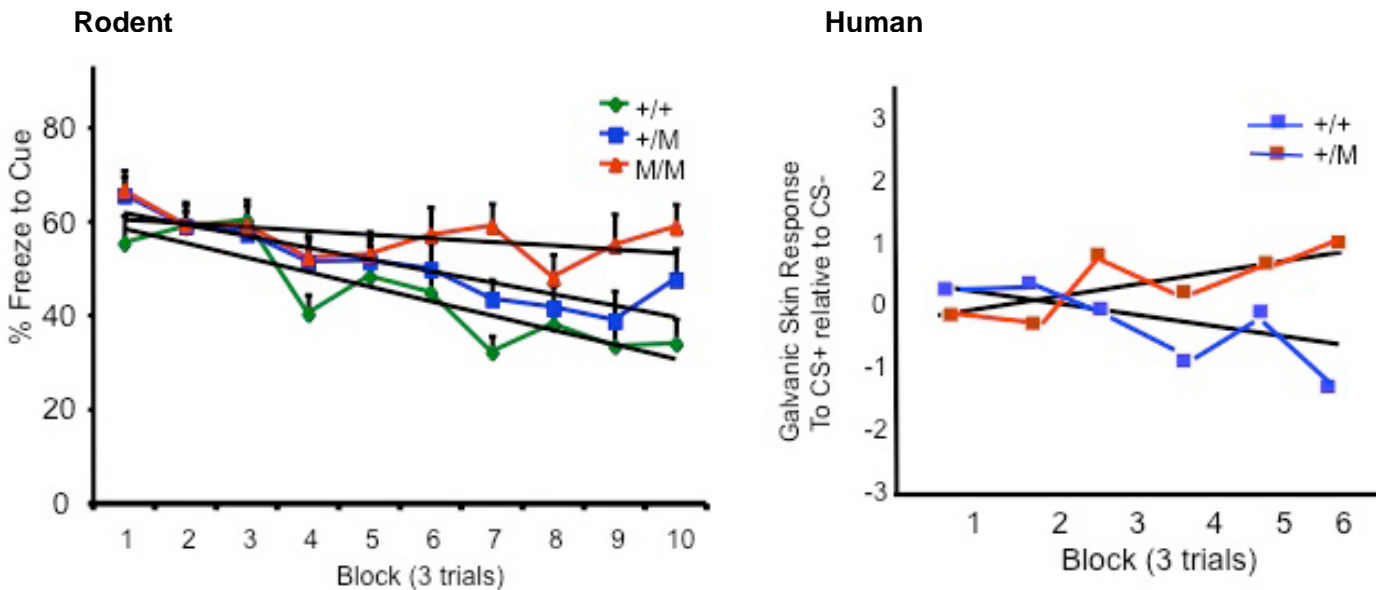 Rodent
% Freeze to Cue
80
60
40
20
0
+/+
+/M
M/M
1 2 3 4 5 6 7 8 9 10
Block (3 trials)
Human
Galvanic Skin Response
To CS+ relative to CS-
3
2
1
0
-1
-2
-3
+/+
+/M
1 2 3 4 5 6
Block (3 trials)